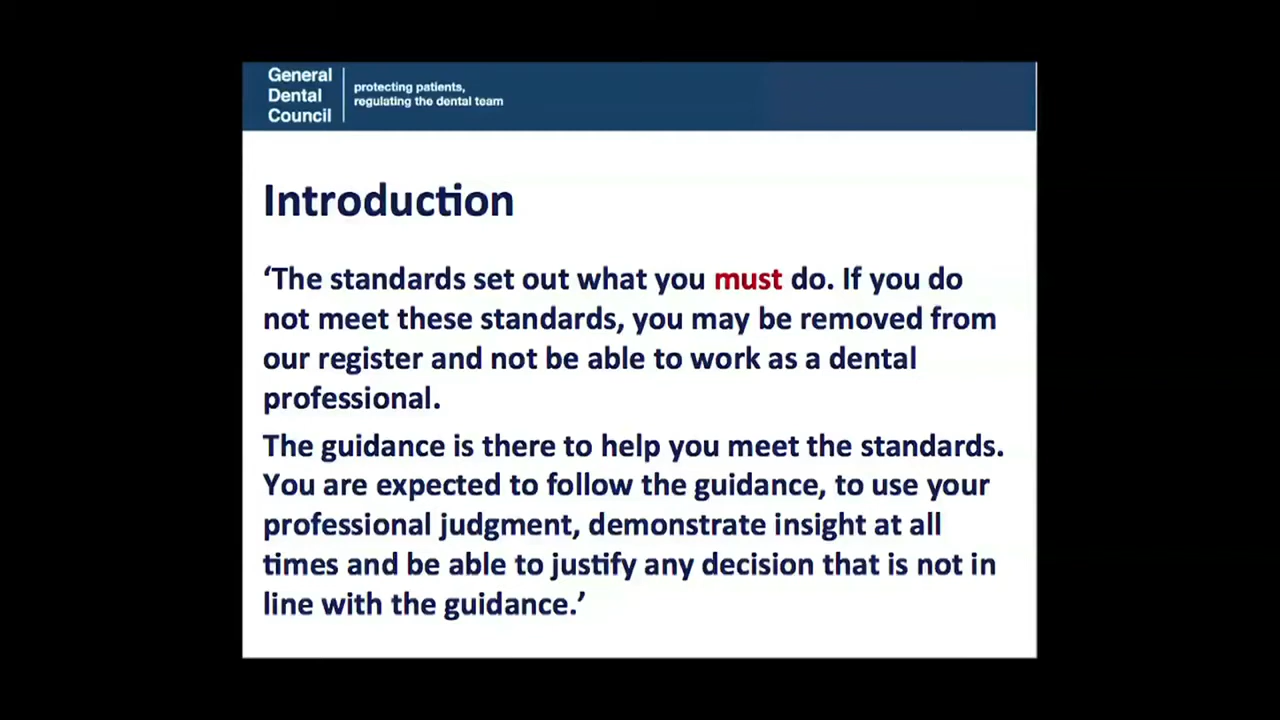 General
Dental
Council
protecting patients,
regulating the dental team
Introduction
‘The standards set out what you must do. If you do
not meet these standards, you may be removed from
our register and not be able to work as a dental
professional.
The guidance is there to help you meet the standards.
You are expected to follow the guidance, to use your
professional judgment, demonstrate insight at all
times and be able to justify any decision that is not in
line with the guidance.’